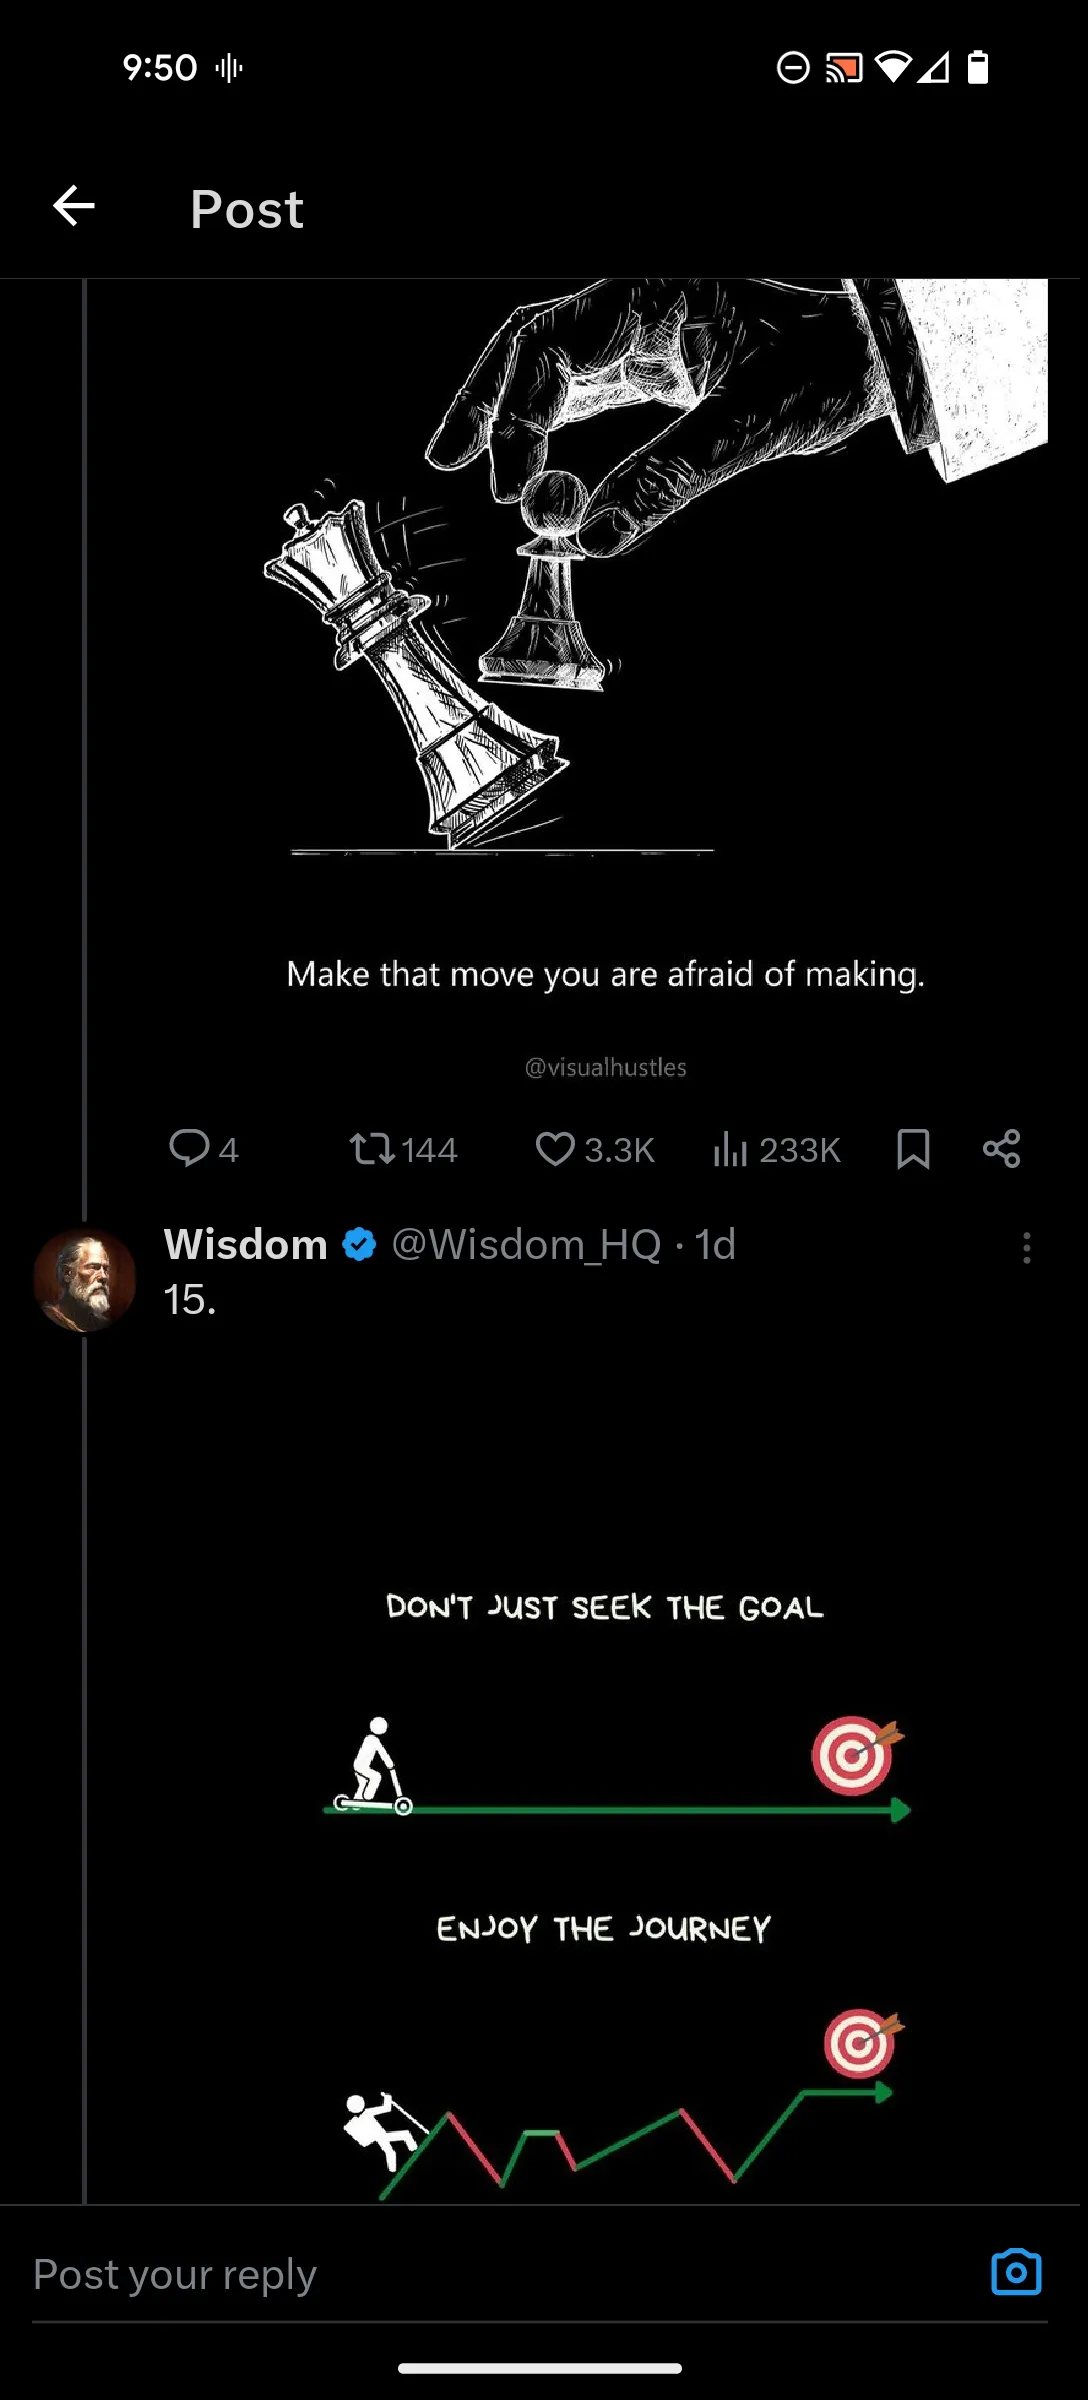 9:50
Post
Make that move you are afraid of making.
@visualhustles
4 144 3.3K 233K
Wisdom @Wisdom_HQ · 1d
15.
DON'T JUST SEEK THE GOAL
ENJOY THE JOURNEY
Post your reply